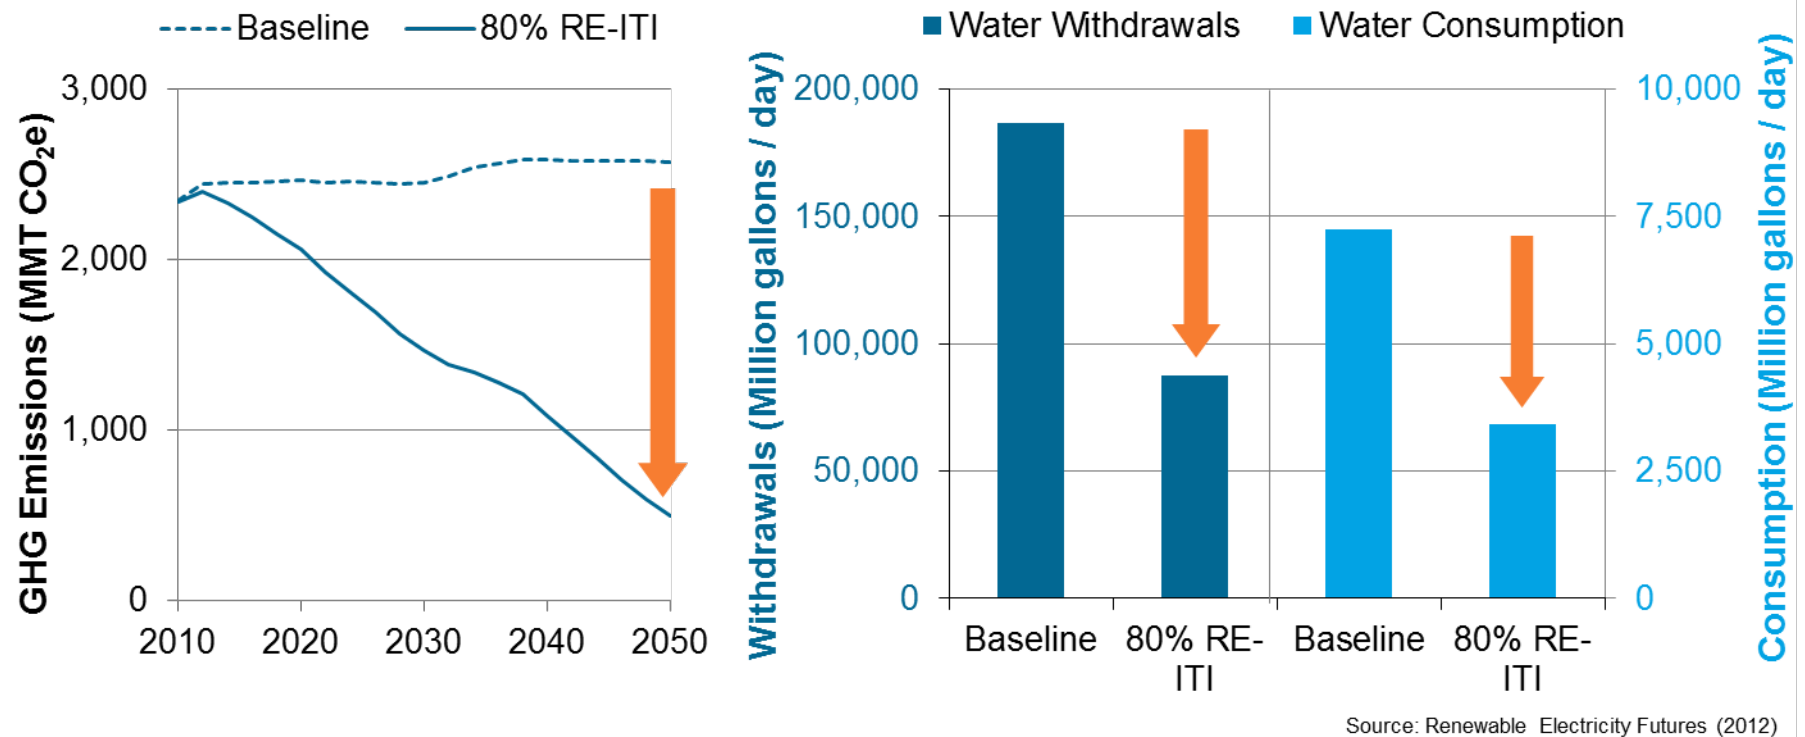 Baseline
80% RE-ITI
GHG Emissions (MMT CO₂e)
3,000
2,000
1,000
0
2010
2020
2030
2040
2050
Water Withdrawals
Water Consumption
Withdrawals (Million gallons / day)
200,000
150,000
100,000
50,000
0
Baseline
80% RE-
ITI
Baseline
80% RE-
ITI
10,000
7,500
5,000
2,500
0
Consumption (Million gallons / day)
Source: Renewable Electricity Futures (2012)